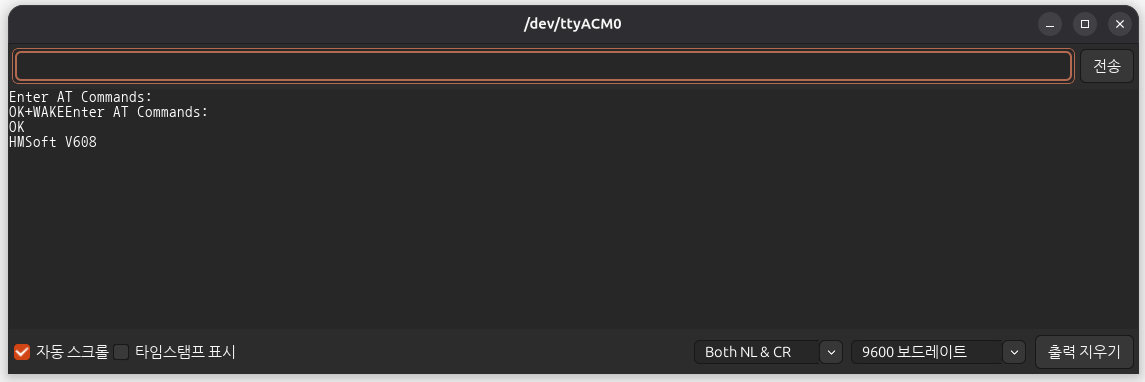 /dev/ttyACM0
전송
Enter AT Commands:
OK+WAKEEnter AT Commands:
OK
HMSoft V608
자동 스크롤 타임스탬프 표시 Both NL & CR 9600 보드레이트 출력 지우기